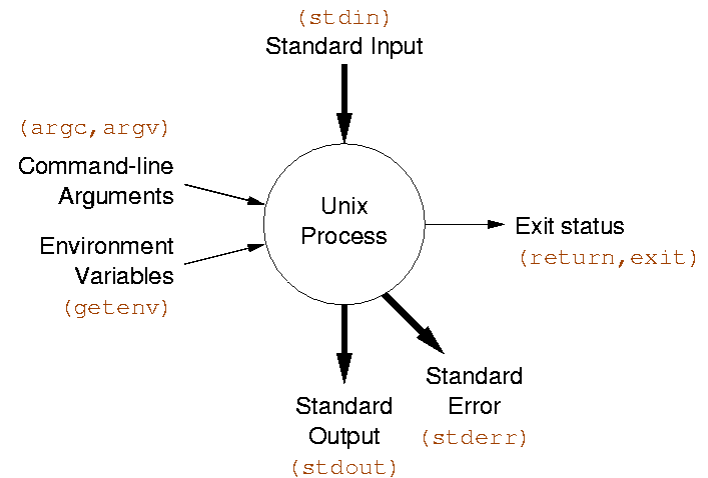 (stdin)
Standard Input
(argc,argv)
Command-line
Arguments
Environment
Variables
(getenv)
Unix
Process
Exit status
(return,exit)
Standard
Output
(stdout)
Standard
Error
(stderr)